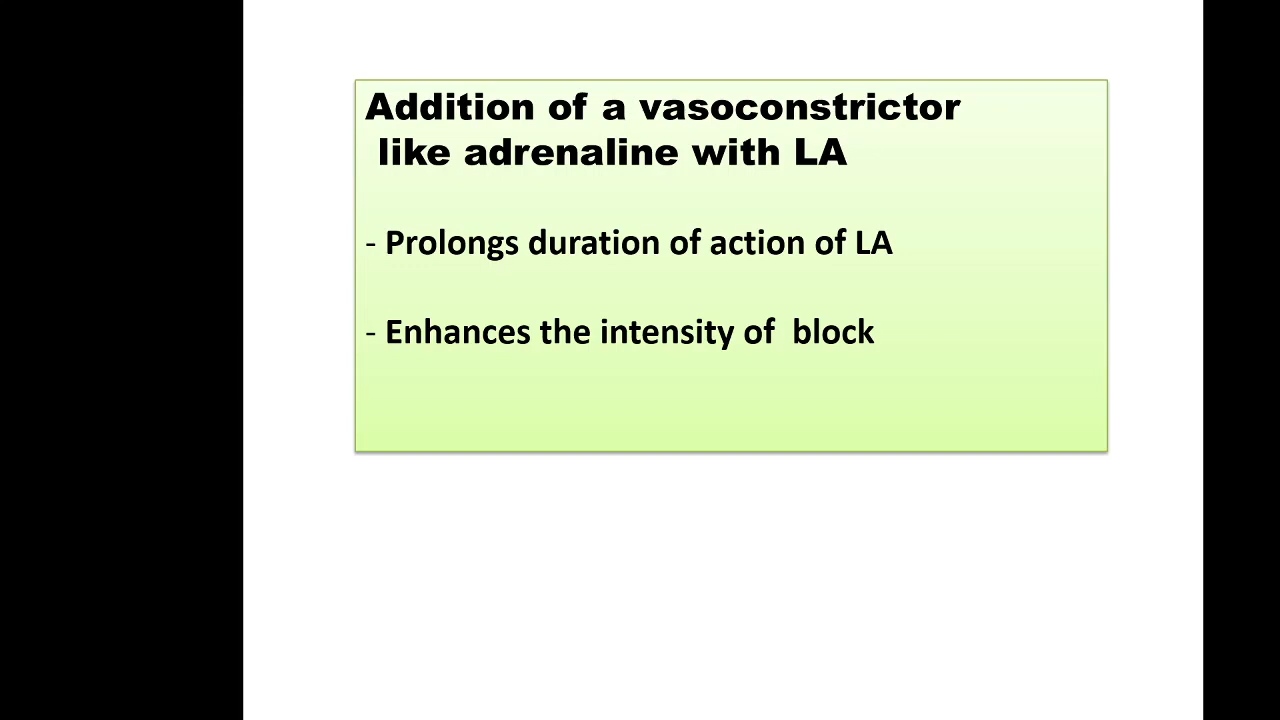 Addition of a vasoconstrictor
like adrenaline with LA
- Prolongs duration of action of LA
- Enhances the intensity of  block